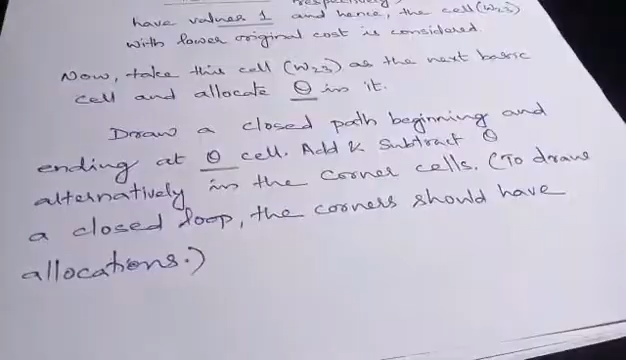 respectively
have values 1 and hence, the cell (W23)
with lower original cost is considered.
Now, take this cell (W23) as the next basic
cell and allocate θ in it.
Draw a closed path beginning and
ending at θ cell. Add & Subtract θ
alternatively in the corner cells. (To draw
a closed loop, the corners should have
allocations.)